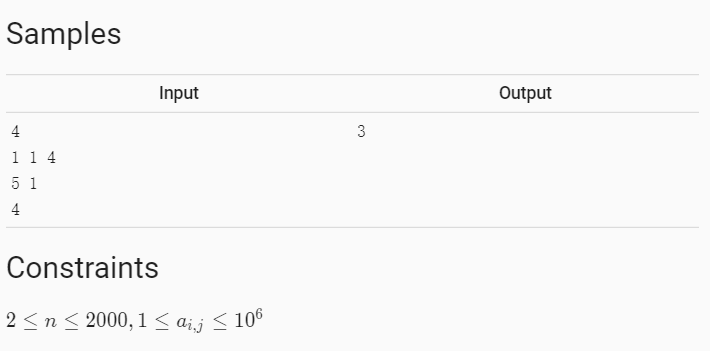 Samples
Input Output
4 3
1 1 4
5 1
4
Constraints
2 ≤ n ≤ 2000, 1 ≤ a_{i,j} ≤ 10^6